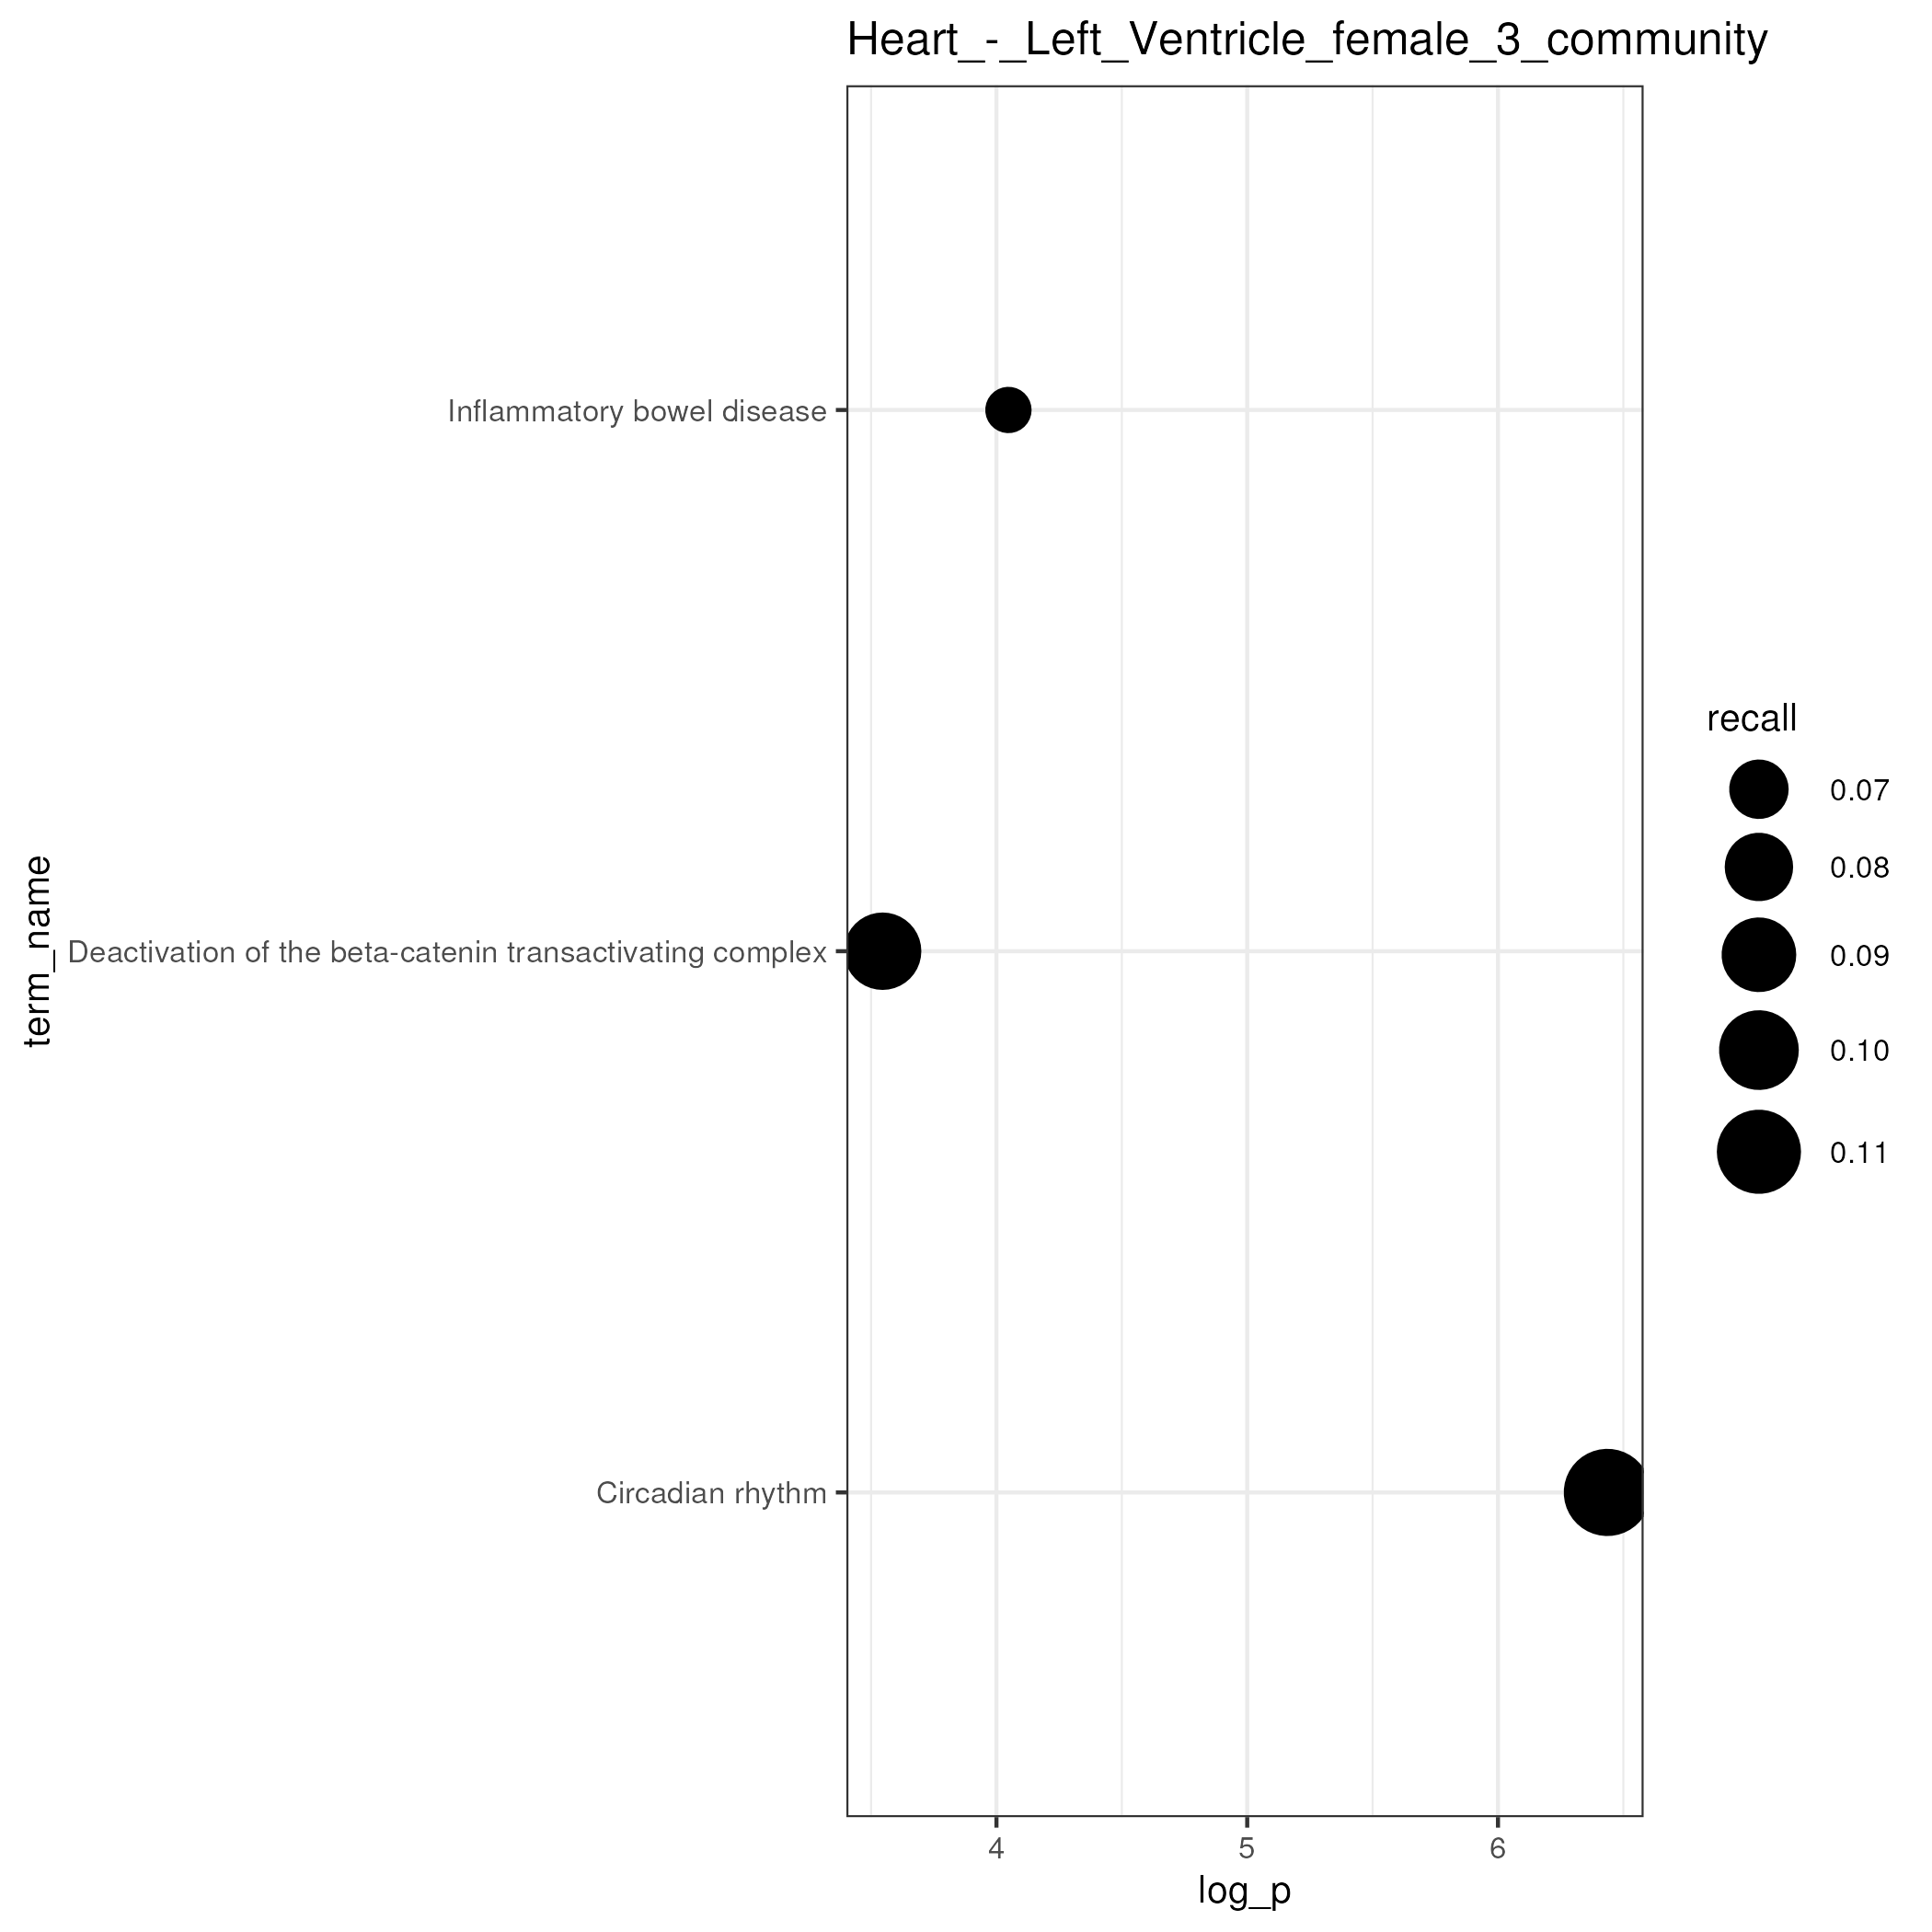 Heart_-_Left_Ventricle_female_3_community
Inflammatory bowel disease
Deactivation of the beta-catenin transactivating complex
Circadian rhythm
term_name
4 5 6
log_p
recall
0.07
0.08
0.09
0.10
0.11